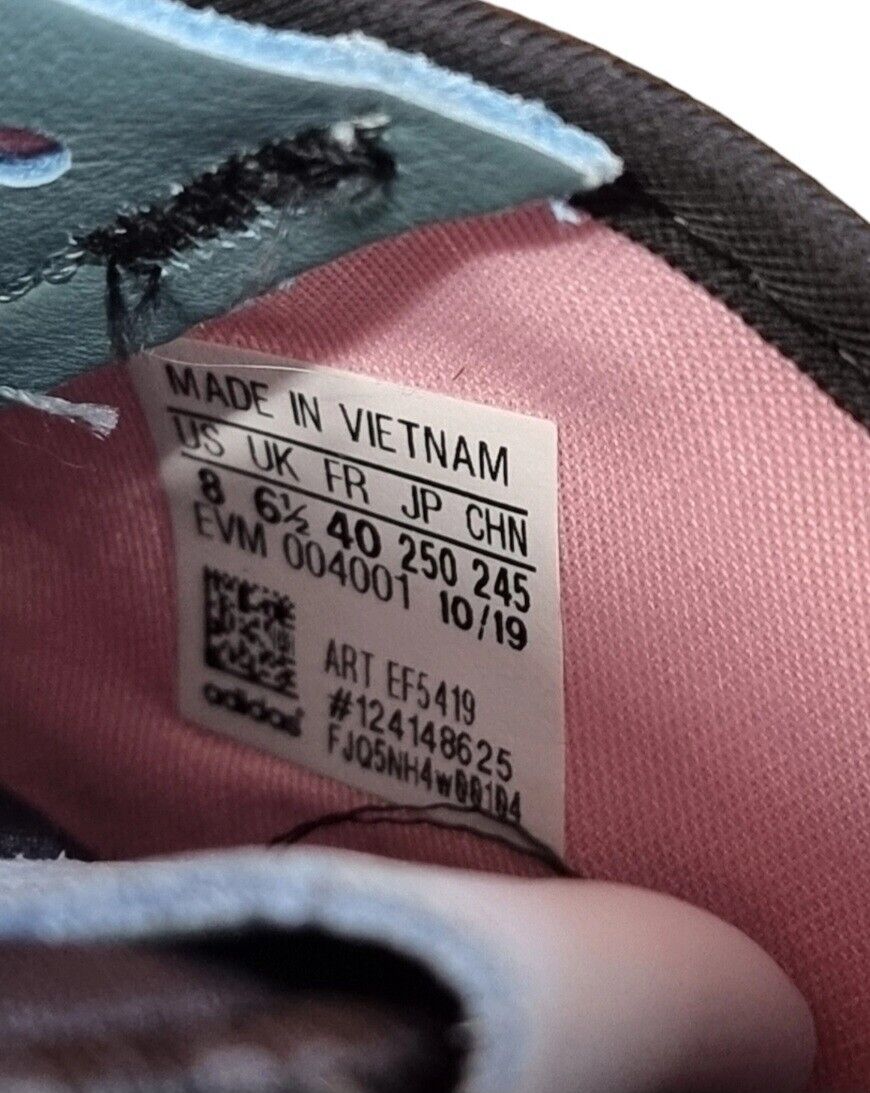 MADE IN VIETNAM
US UK FR JP CHN
8 6½ 40 250 245
EVM 004001 10/19
ART EF5419
#124148625
adidas
FJQ5NH4w00104